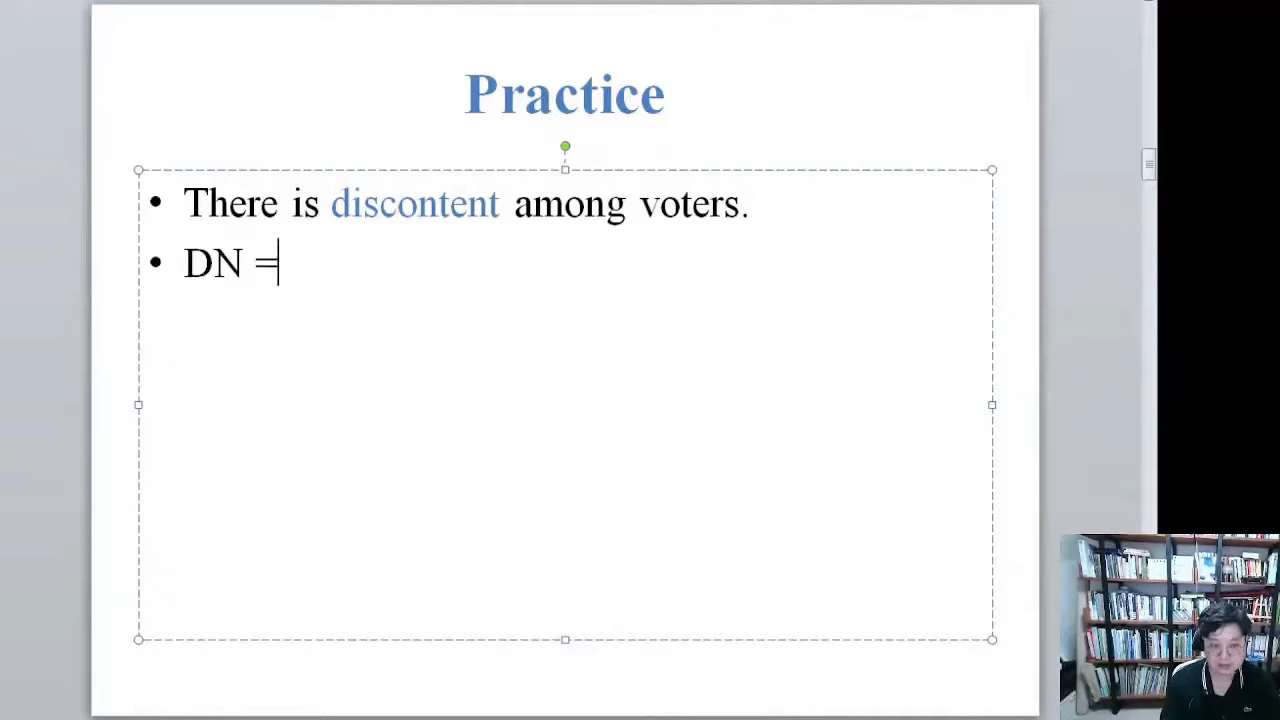 Practice
• There is discontent among voters.
• DN =